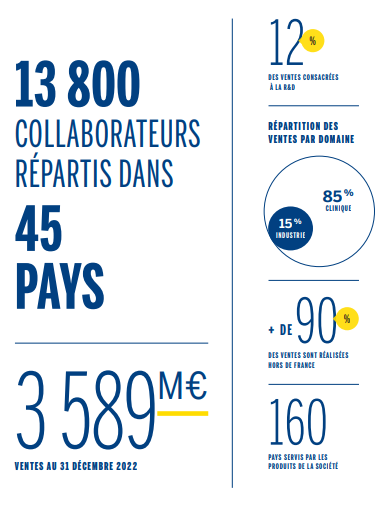 13 800
COLLABORATEURS
RÉPARTIS DANS
45
PAYS
3 589 M€
VENTES AU 31 DÉCEMBRE 2022
12 %
DES VENTES CONSACRÉES
À LA R&D
RÉPARTITION DES
VENTES PAR DOMAINE
85 %
CLINIQUE
15 %
INDUSTRIE
+ DE 90 %
DES VENTES SONT RÉALISÉES
HORS DE FRANCE
160
PAYS SERVIS PAR LES
PRODUITS DE LA SOCIÉTÉ